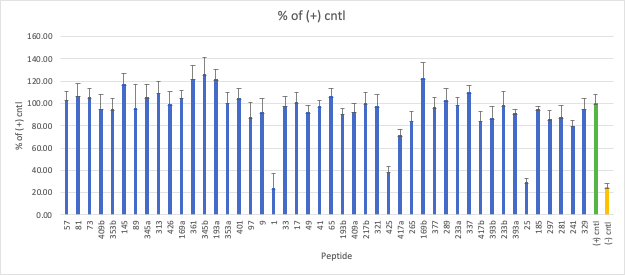 % of (+) cntl
160.00
140.00
120.00
100.00
80.00
60.00
40.00
20.00
0.00
% of (+) cntl
57 81 73 409b 353b 145 89 345a 313 426 169a 361 345b 193a 353a 401 97 9 1 33 17 49 41 65 193b 409a 217b 321 425 417a 265 169b 377 289 233a 337 417b 393b 233b 393a 25 185 297 281 241 329 (+) cntl (-) cntl
Peptide